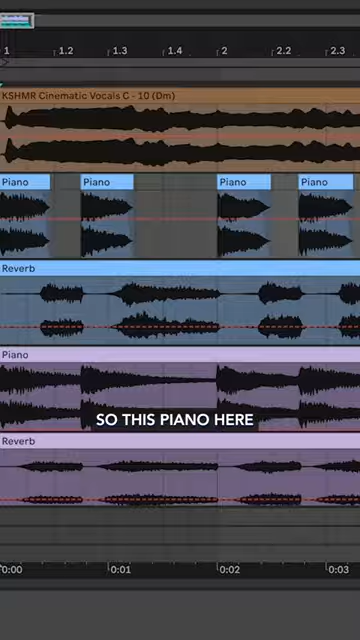 1 1.2 1.3 1.4 2 2.2 2.3
KSHMR Cinematic Vocals C - 10 (Dm)
Piano Piano Piano Piano
Reverb
Piano
SO THIS PIANO HERE
Reverb
0:00 0:01 0:02 0:03